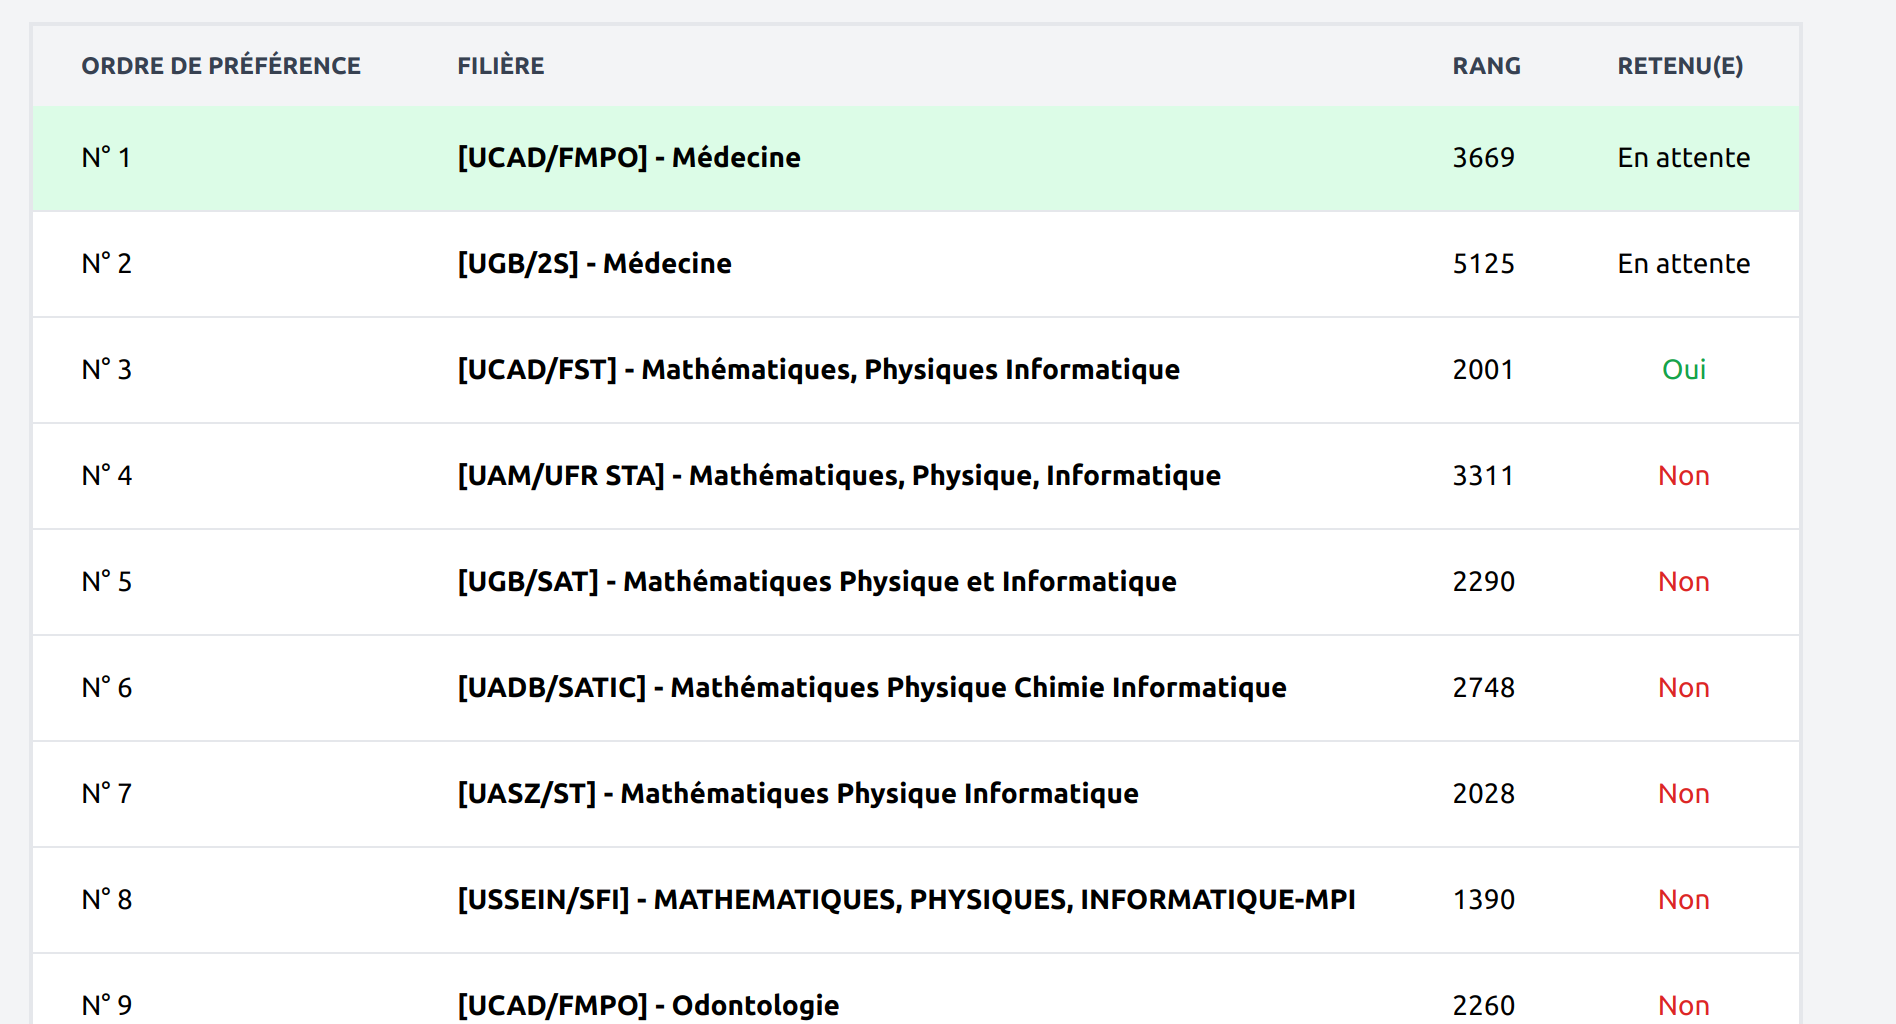 ORDRE DE PRÉFÉRENCE FILIÈRE RANG RETENU(E)
N° 1 [UCAD/FMPO] - Médecine 3669 En attente
N° 2 [UGB/2S] - Médecine 5125 En attente
N° 3 [UCAD/FST] - Mathématiques, Physiques Informatique 2001 Oui
N° 4 [UAM/UFR STA] - Mathématiques, Physique, Informatique 3311 Non
N° 5 [UGB/SAT] - Mathématiques Physique et Informatique 2290 Non
N° 6 [UADB/SATIC] - Mathématiques Physique Chimie Informatique 2748 Non
N° 7 [UASZ/ST] - Mathématiques Physique Informatique 2028 Non
N° 8 [USSEIN/SFI] - MATHEMATIQUES, PHYSIQUES, INFORMATIQUE-MPI 1390 Non
N° 9 [UCAD/FMPO] - Odontologie 2260 Non